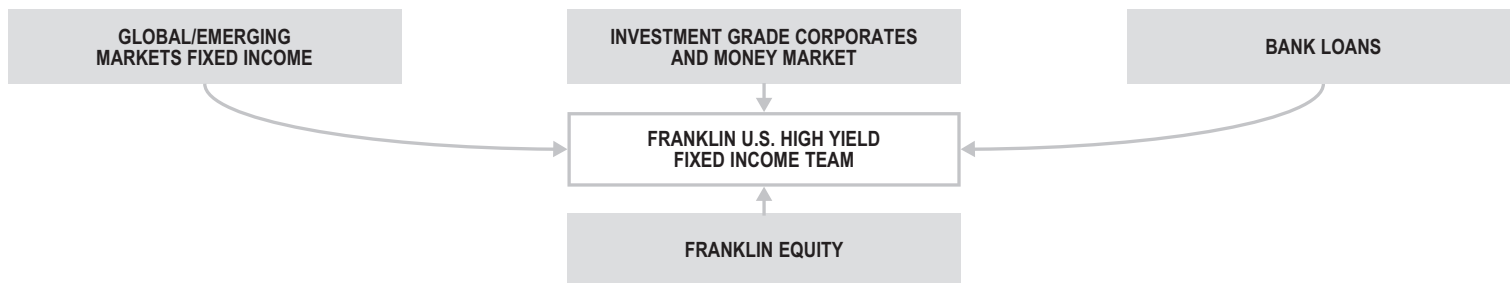 GLOBAL/EMERGING
MARKETS FIXED INCOME
INVESTMENT GRADE CORPORATES
AND MONEY MARKET
BANK LOANS
FRANKLIN U.S. HIGH YIELD
FIXED INCOME TEAM
FRANKLIN EQUITY